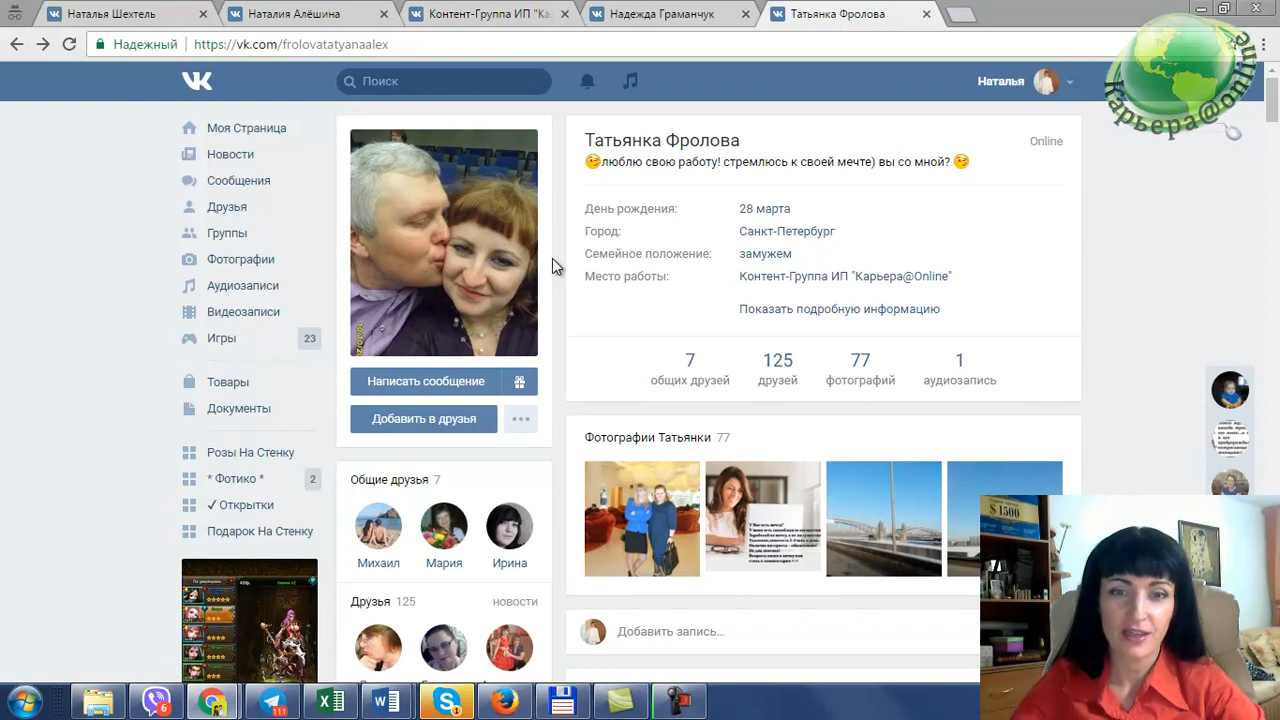 Наталья Шехтель
Наталия Алёшина
Контент-Группа ИП "Ка
Надежда Граманчук
Татьянка Фролова
Надежный
https://vk.com/frolovatatyanaalex
Поиск
Наталья
Карьера@online
Моя Страница
Новости
Сообщения
Друзья
Группы
Фотографии
Аудиозаписи
Видеозаписи
Игры
23
Товары
Документы
Розы На Стенку
* Фотико *
2
✓ Открытки
Подарок На Стенку
Написать сообщение
Добавить в друзья
Общие друзья 7
Михаил
Мария
Ирина
Друзья 125
новости
Татьянка Фролова
Online
люблю свою работу! стремлюсь к своей мечте) вы со мной?
День рождения: 28 марта
Город: Санкт-Петербург
Семейное положение: замужем
Место работы: Контент-Группа ИП "Карьера@Online"
Показать подробную информацию
7
общих друзей
125
друзей
77
фотографий
1
аудиозапись
Фотографии Татьянки 77
Добавить запись…
$1500
6
111
1